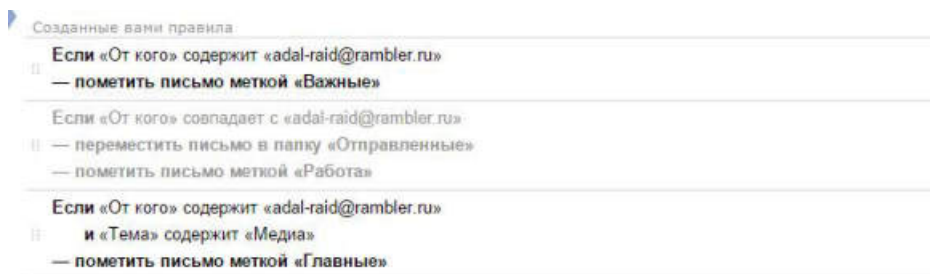 Созданные вами правила
Если «От кого» содержит «adal-raid@rambler.ru»
— пометить письмо меткой «Важные»
Если «От кого» совпадает с «adal-raid@rambler.ru»
— переместить письмо в папку «Отправленные»
— пометить письмо меткой «Работа»
Если «От кого» содержит «adal-raid@rambler.ru»
и «Тема» содержит «Медиа»
— пометить письмо меткой «Главные»